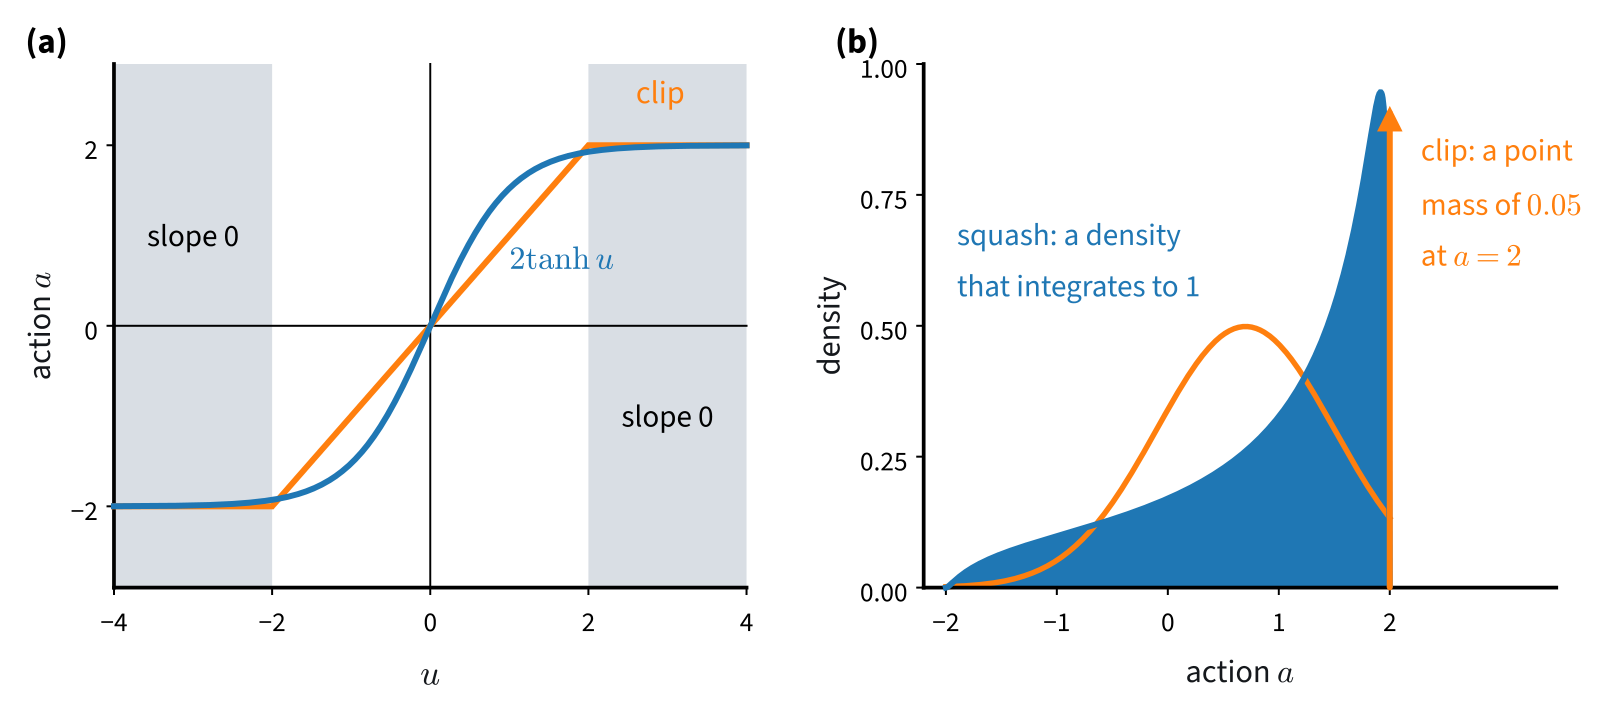 (a)
clip
slope 0
2tanh u
slope 0
2
0
−2
action a
−4
−2
0
2
4
u
(b)
1.00
0.75
0.50
0.25
0.00
density
squash: a density
that integrates to 1
clip: a point
mass of 0.05
at a = 2
−2
−1
0
1
2
action a